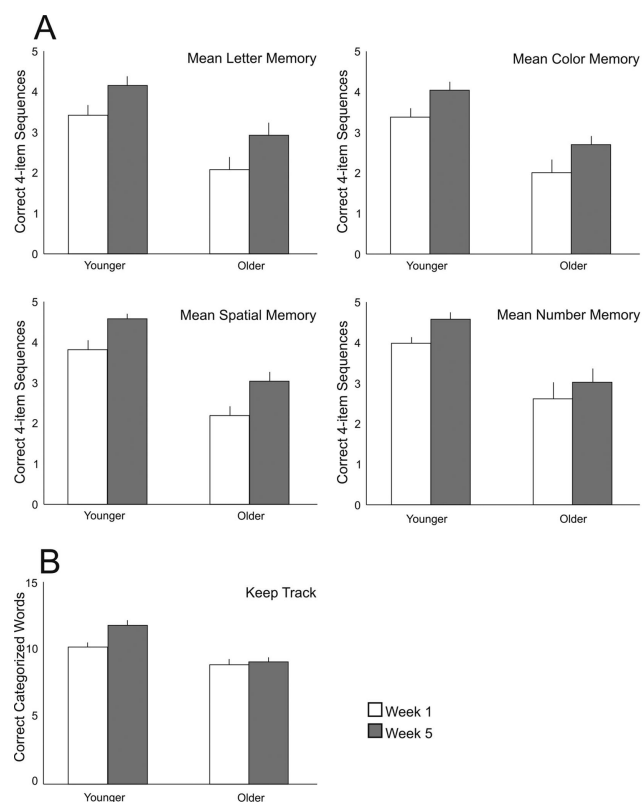 A
Mean Letter Memory
Correct 4-item Sequences
5
4
3
2
1
0
Younger
Older
Mean Color Memory
Correct 4-item Sequences
5
4
3
2
1
0
Younger
Older
Mean Spatial Memory
Correct 4-item Sequences
5
4
3
2
1
0
Younger
Older
Mean Number Memory
Correct 4-item Sequences
5
4
3
2
1
0
Younger
Older
B
Keep Track
Correct Categorized Words
15
10
5
0
Younger
Older
Week 1
Week 5